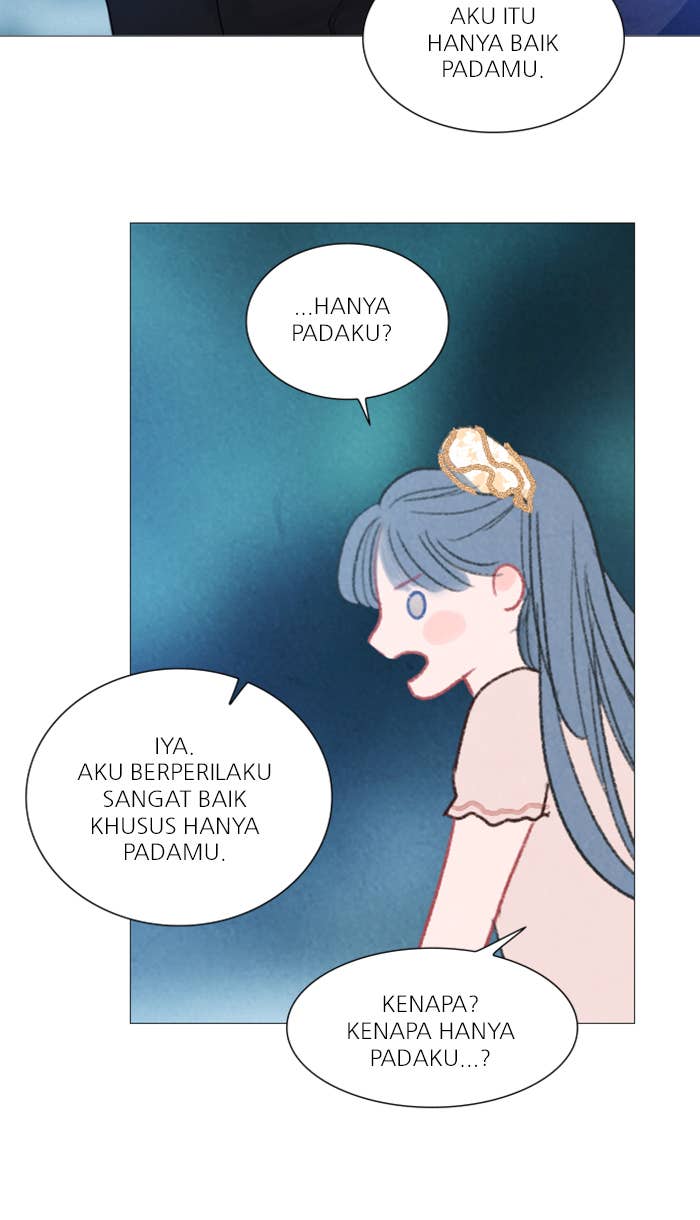 AKU ITU
HANYA BAIK
PADAMU.
...HANYA
PADAKU?
IYA.
AKU BERPERILAKU
SANGAT BAIK
KHUSUS HANYA
PADAMU.
KENAPA?
KENAPA HANYA
PADAKU...?